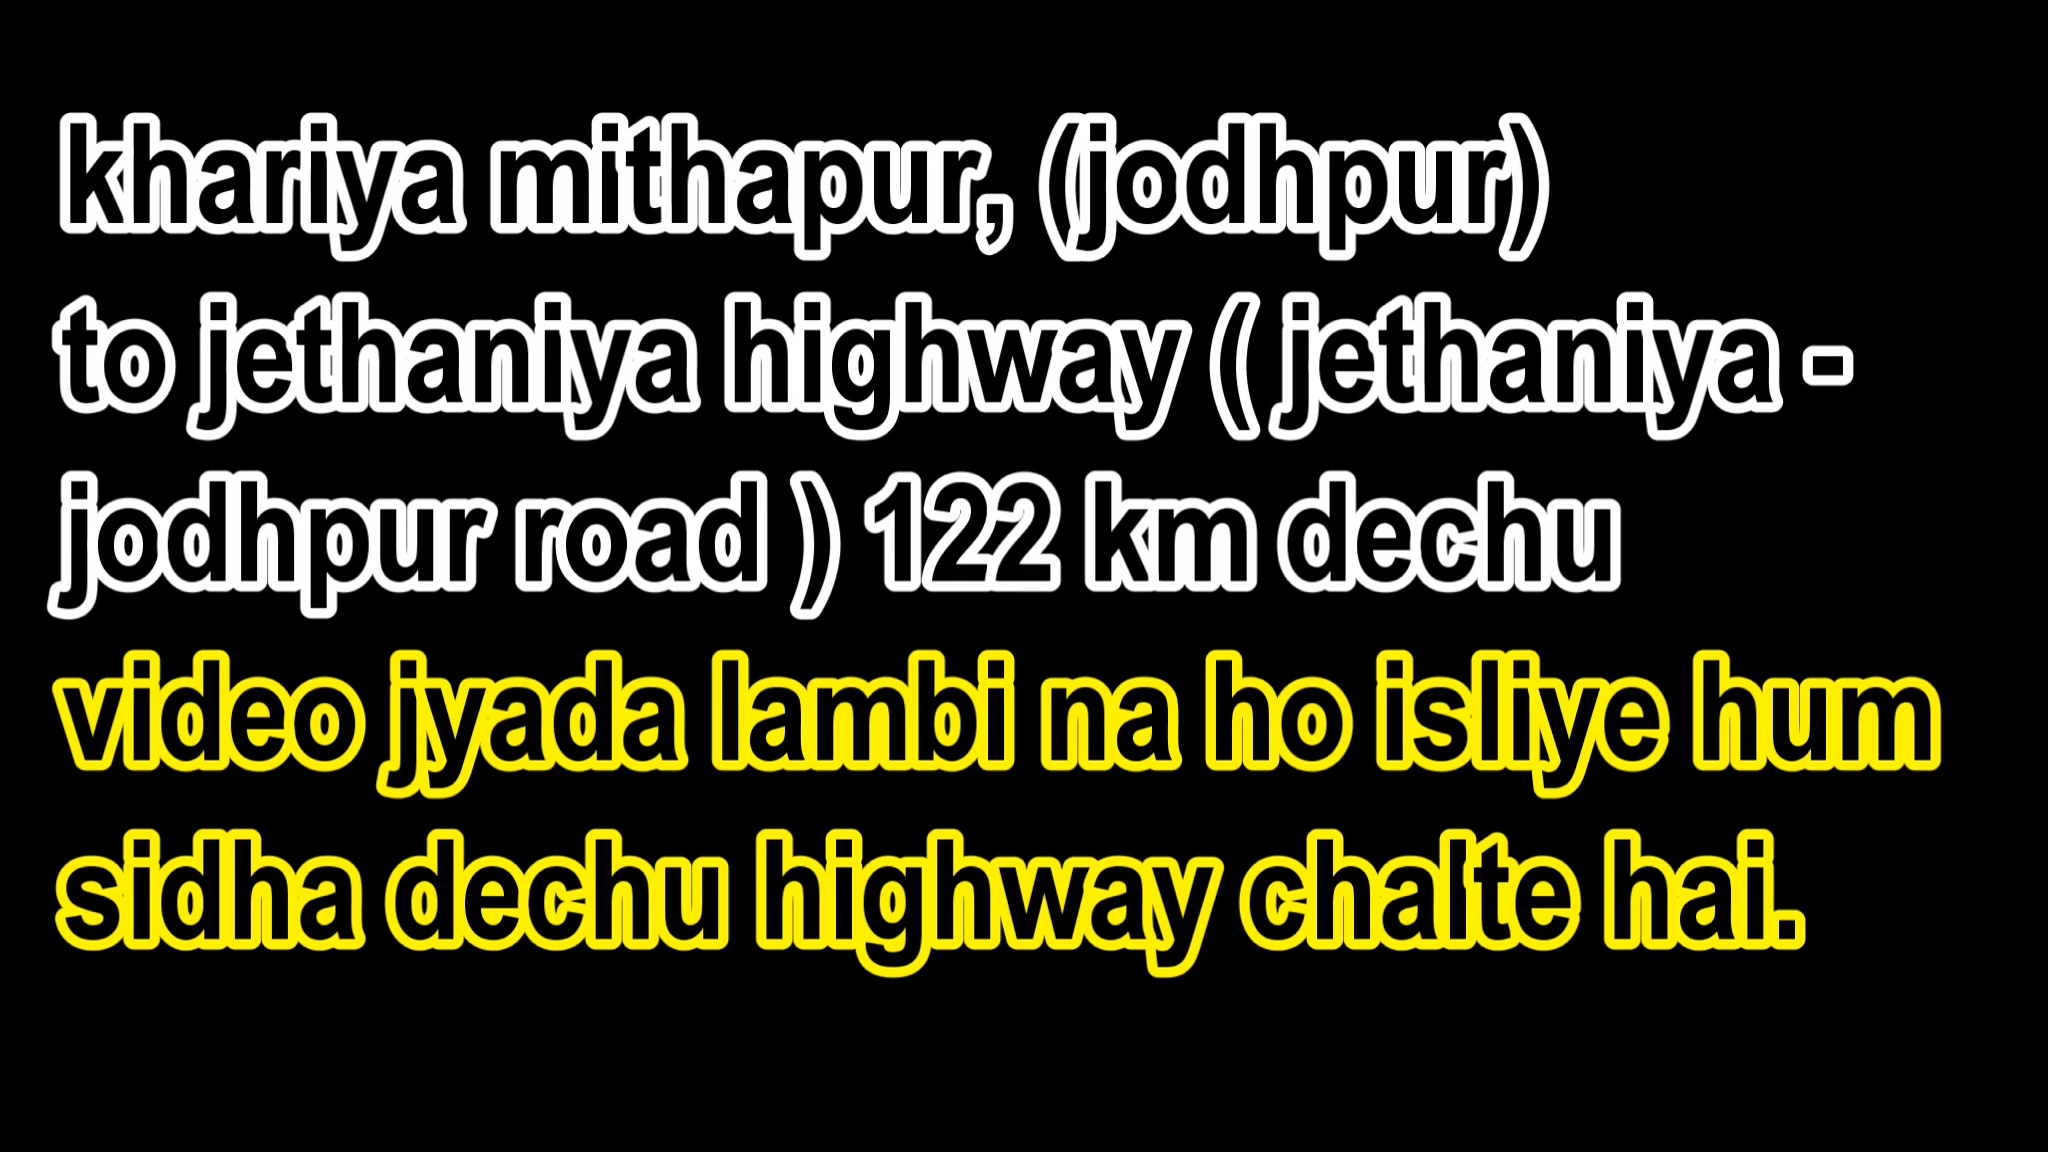 khariya mithapur, (jodhpur)
to jethaniya highway ( jethaniya -
jodhpur road ) 122 km dechu
video jyada lambi na ho isliye hum
sidha dechu highway chalte hai.